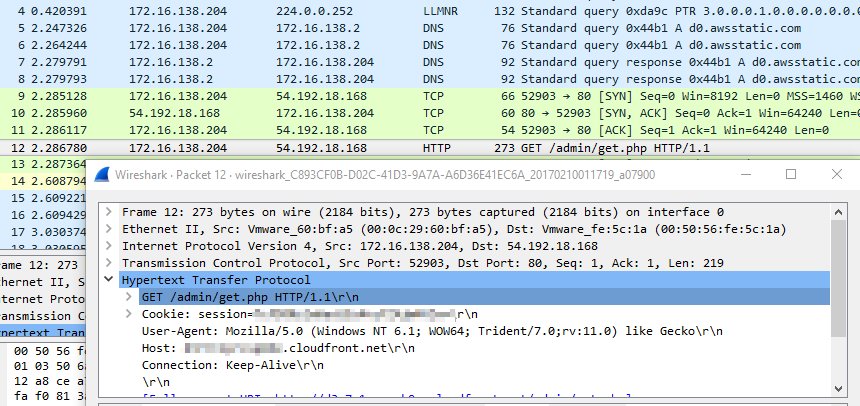 4 0.420391 172.16.138.204 224.0.0.252 LLMNR 132 Standard query 0xda9c PTR 3.0.0.0.1.0.0.0.0.0.0.
5 2.247326 172.16.138.204 172.16.138.2 DNS 76 Standard query 0x44b1 A d0.awsstatic.com
6 2.264244 172.16.138.204 172.16.138.2 DNS 76 Standard query 0x44b1 A d0.awsstatic.com
7 2.279791 172.16.138.2 172.16.138.204 DNS 92 Standard query response 0x44b1 A d0.awsstatic
8 2.279793 172.16.138.2 172.16.138.204 DNS 92 Standard query response 0x44b1 A d0.awsstatic
9 2.285128 172.16.138.204 54.192.18.168 TCP 66 52903 → 80 [SYN] Seq=0 Win=8192 Len=0 MSS=1460 WS
10 2.285960 54.192.18.168 172.16.138.204 TCP 60 80 → 52903 [SYN, ACK] Seq=0 Ack=1 Win=64240 Len=
11 2.286117 172.16.138.204 54.192.18.168 TCP 54 52903 → 80 [ACK] Seq=1 Ack=1 Win=64240 Len=0
12 2.286780 172.16.138.204 54.192.18.168 HTTP 273 GET /admin/get.php HTTP/1.1
13 2.287364
14 2.608794
15 2.609221
16 2.609429
17 3.030374
Wireshark · Packet 12 · wireshark_C893CF0B-D02C-41D3-9A7A-A6D36E41EC6A_20170210011719_a07900
Frame 12: 273 bytes on wire (2184 bits), 273 bytes captured (2184 bits) on interface 0
Ethernet II, Src: Vmware_60:bf:a5 (00:0c:29:60:bf:a5), Dst: Vmware_fe:5c:1a (00:50:56:fe:5c:1a)
Internet Protocol Version 4, Src: 172.16.138.204, Dst: 54.192.18.168
Transmission Control Protocol, Src Port: 52903, Dst Port: 80, Seq: 1, Ack: 1, Len: 219
Hypertext Transfer Protocol
GET /admin/get.php HTTP/1.1\r\n
Cookie: session= \r\n
User-Agent: Mozilla/5.0 (Windows NT 6.1; WOW64; Trident/7.0;rv:11.0) like Gecko\r\n
Host: .cloudfront.net\r\n
Connection: Keep-Alive\r\n
\r\n
rame 12: 273
thernet II, S
nternet Proto
ransmission Co
ypertext Tran
00 50 56 f
01 03 50 6
12 a8 ce a
fa f0 81 3